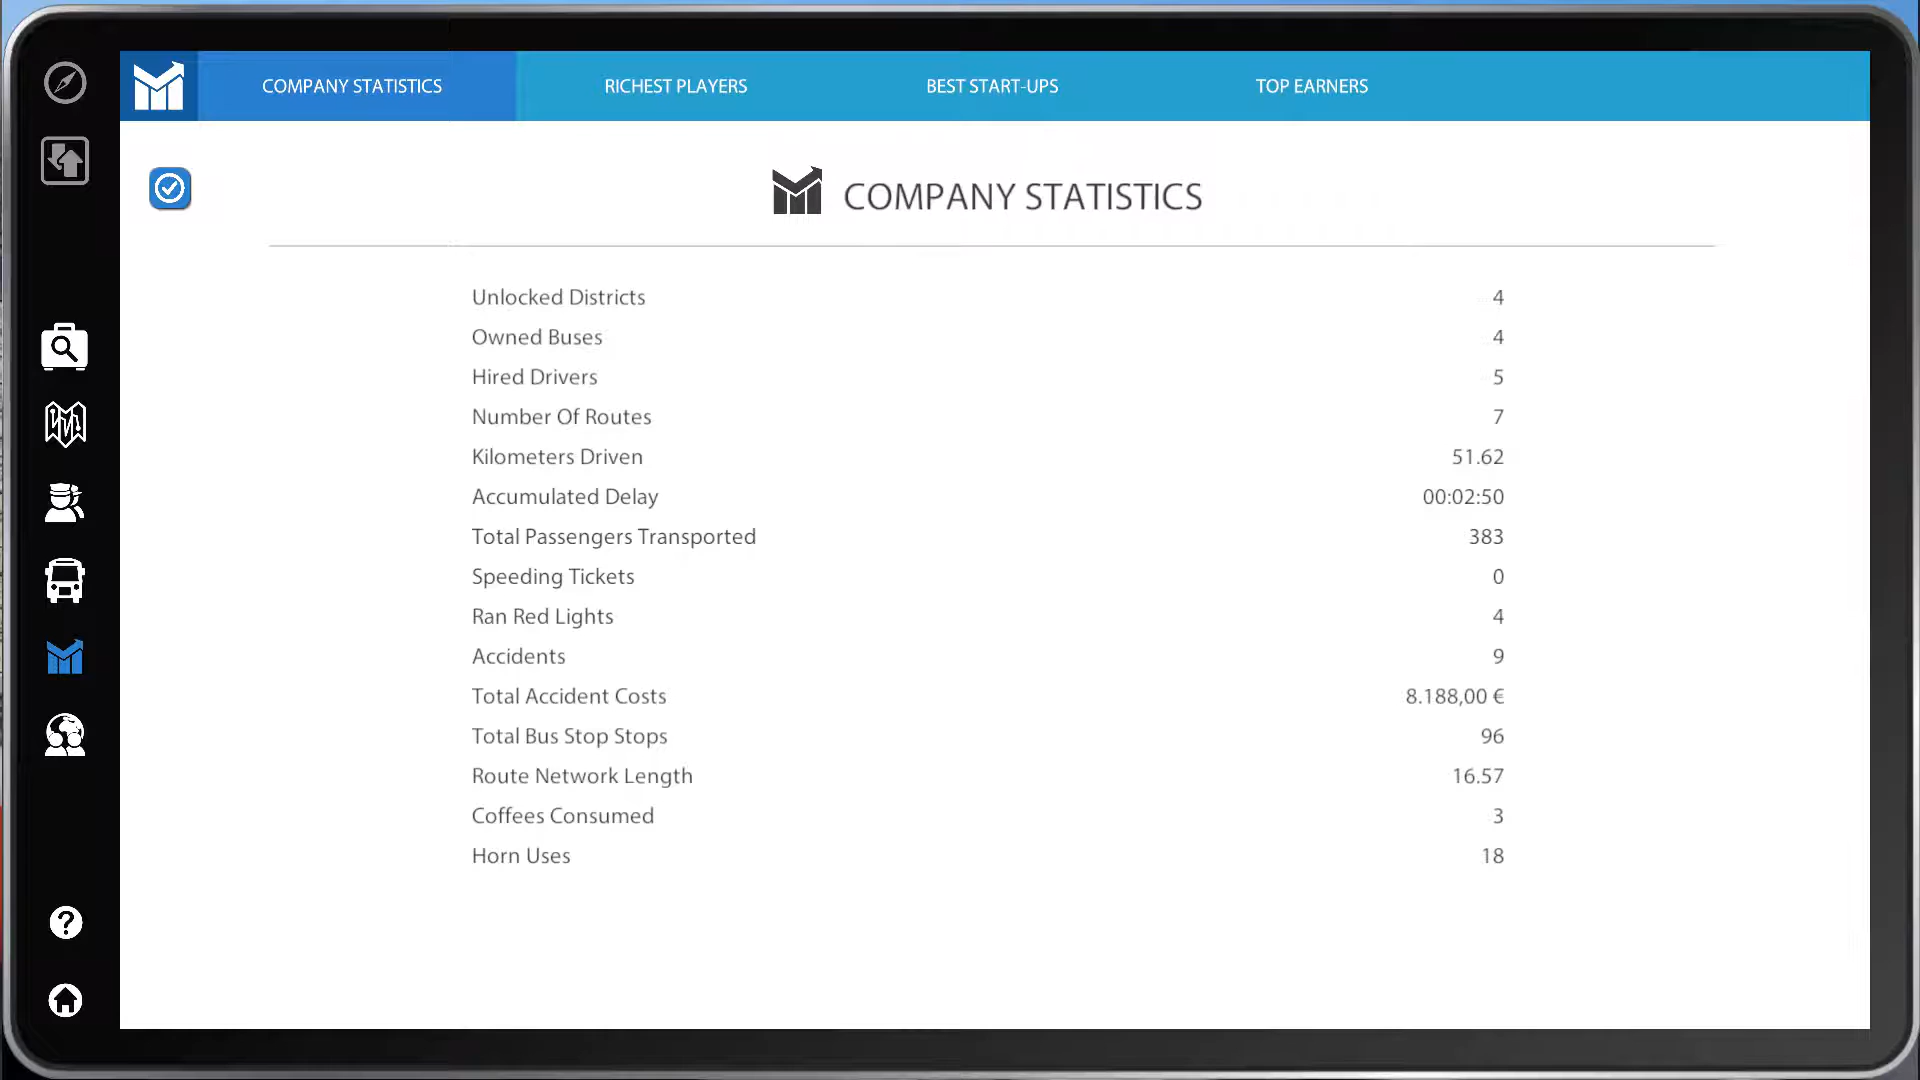 COMPANY STATISTICS RICHEST PLAYERS BEST START-UPS TOP EARNERS
COMPANY STATISTICS
Unlocked Districts 4
Owned Buses 4
Hired Drivers 5
Number Of Routes 7
Kilometers Driven 51.62
Accumulated Delay 00:02:50
Total Passengers Transported 383
Speeding Tickets 0
Ran Red Lights 4
Accidents 9
Total Accident Costs 8.188,00 €
Total Bus Stop Stops 96
Route Network Length 16.57
Coffees Consumed 3
Horn Uses 18